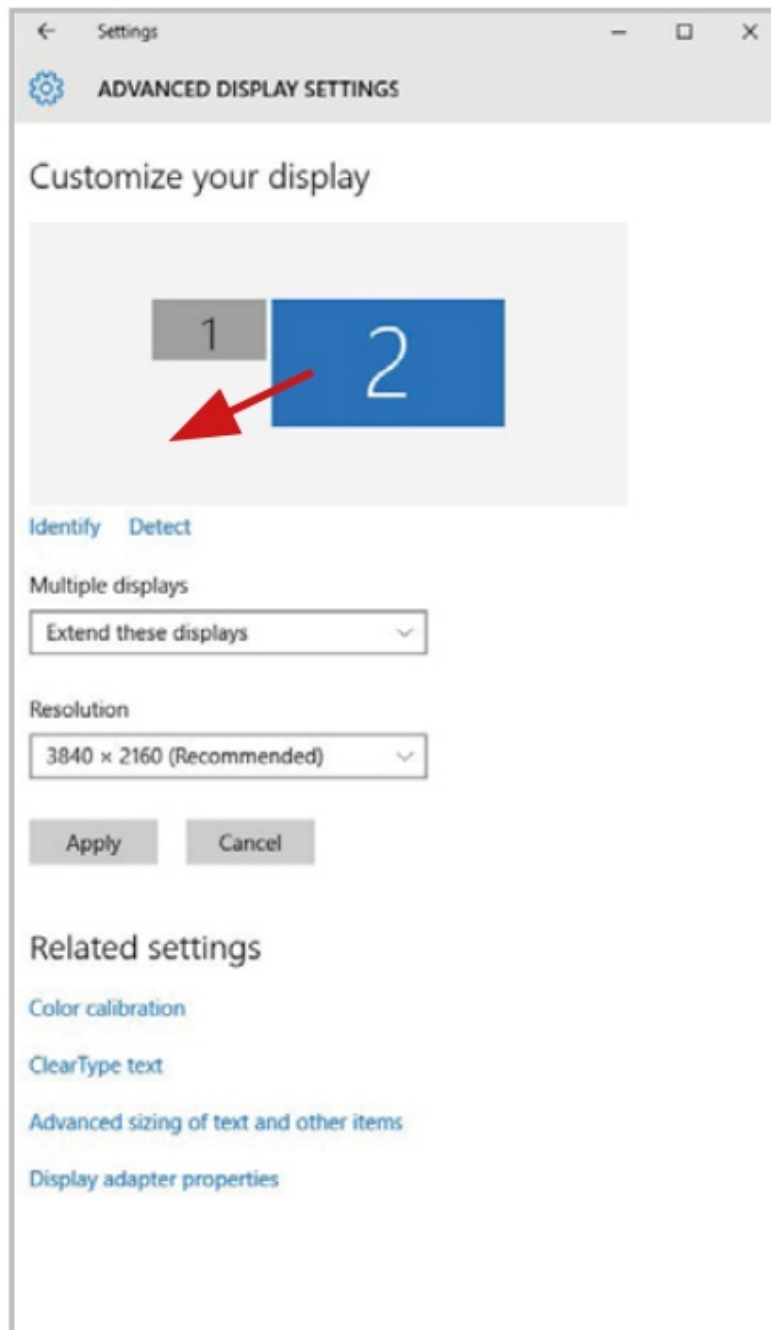 Settings
ADVANCED DISPLAY SETTINGS
Customize your display
1
2
Identify Detect
Multiple displays
Extend these displays
Resolution
3840 × 2160 (Recommended)
Apply Cancel
Related settings
Color calibration
ClearType text
Advanced sizing of text and other items
Display adapter properties